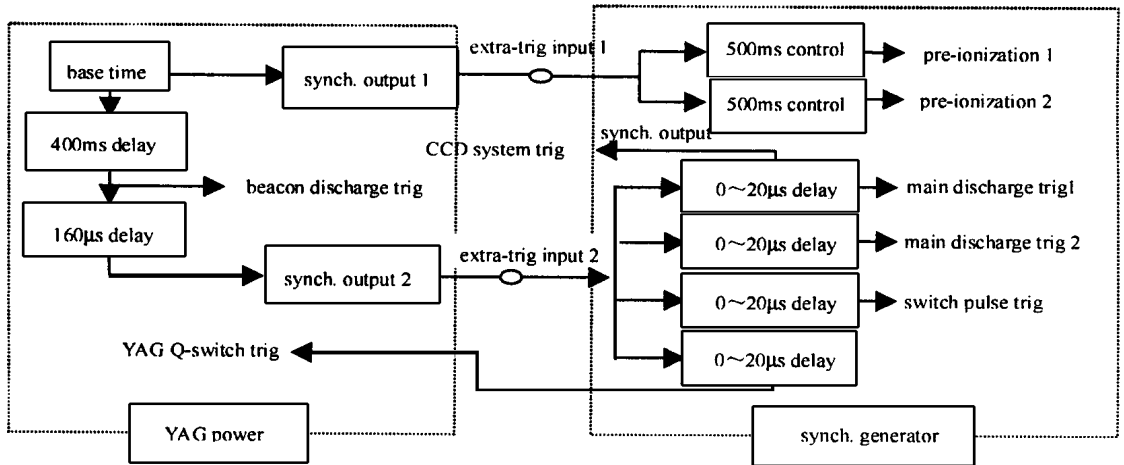 extra-trig input 1
base time
synch. output 1
500ms control
pre-ionization 1
500ms control
pre-ionization 2
400ms delay
synch. output
CCD system trig
beacon discharge trig
0～20μs delay
main discharge trig1
160μs delay
0～20μs delay
main discharge trig 2
extra-trig input 2
synch. output 2
0～20μs delay
switch pulse trig
YAG Q-switch trig
0～20μs delay
YAG power
synch. generator